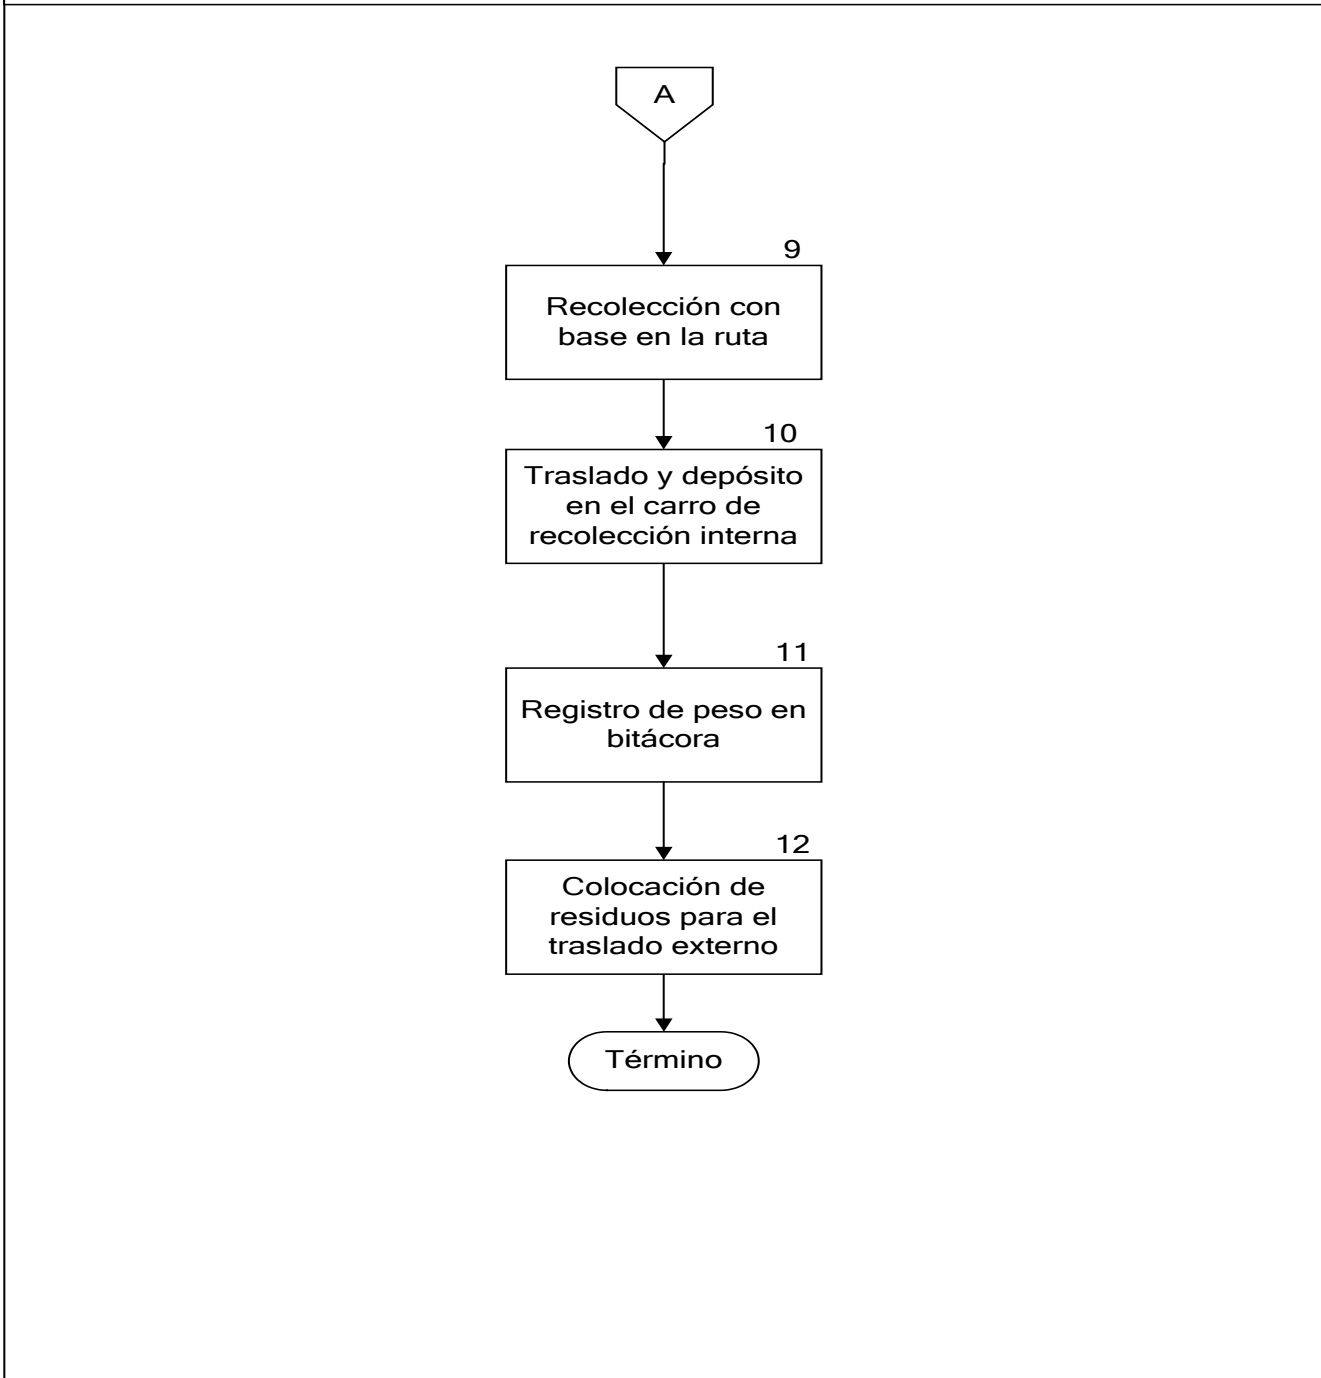 A
9
Recolección con
base en la ruta
10
Traslado y depósito
en el carro de
recolección interna
11
Registro de peso en
bitácora
12
Colocación de
residuos para el
traslado externo
Término